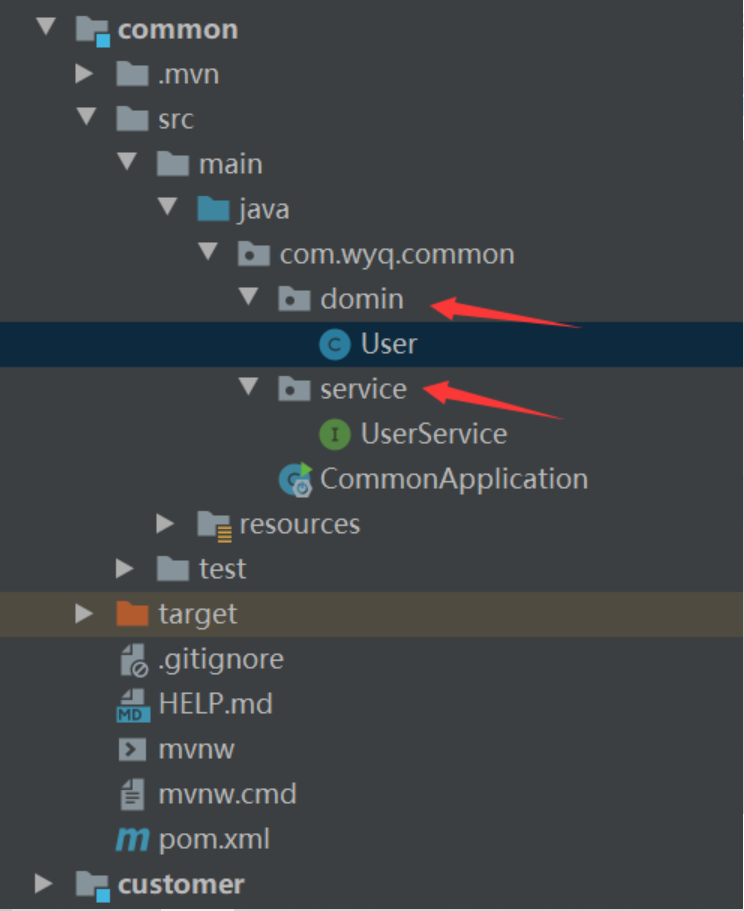 common
.mvn
src
main
java
com.wyq.common
domin
C User
service
I UserService
CommonApplication
resources
test
target
.gitignore
HELP.md
MD
mvnw
mvnw.cmd
m pom.xml
customer